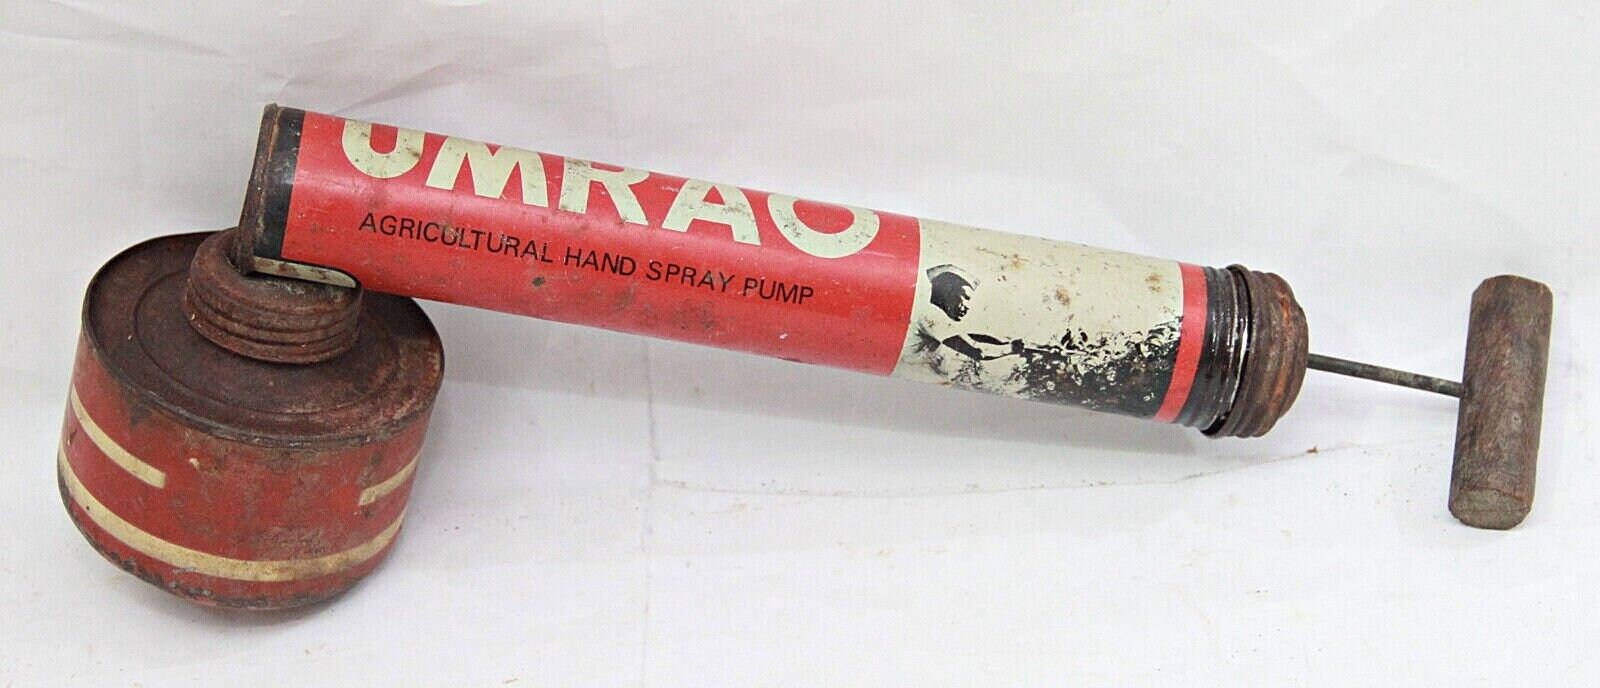 UMRAO
AGRICULTURAL HAND SPRAY PUMP